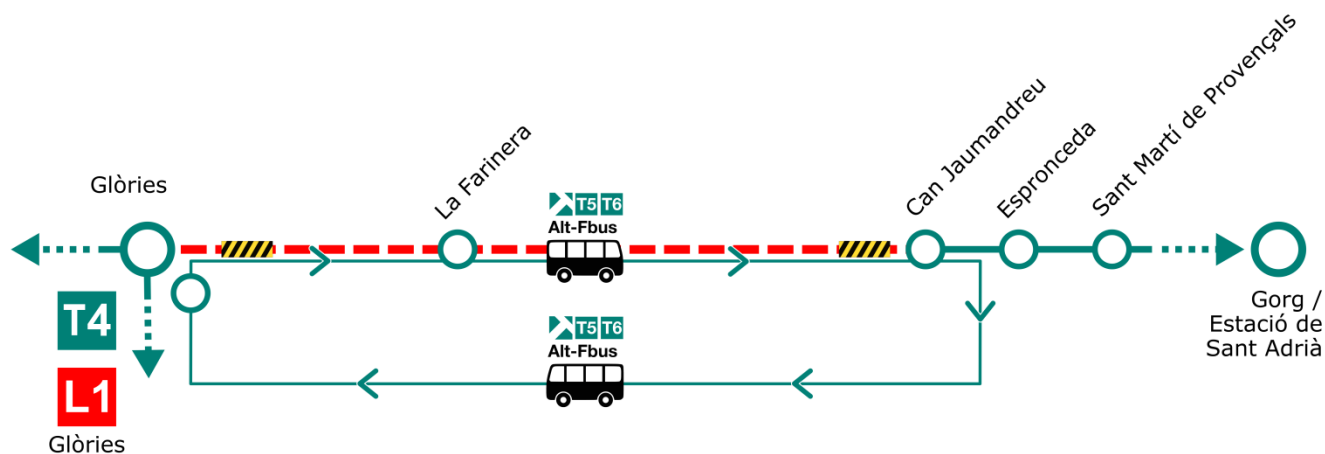 Glòries
La Farinera
T5 T6
Alt-Fbus
Can Jaumandreu
Espronceda
Sant Martí de Provençals
T4
L1
Glòries
T5 T6
Alt-Fbus
Gorg /
Estació de
Sant Adrià